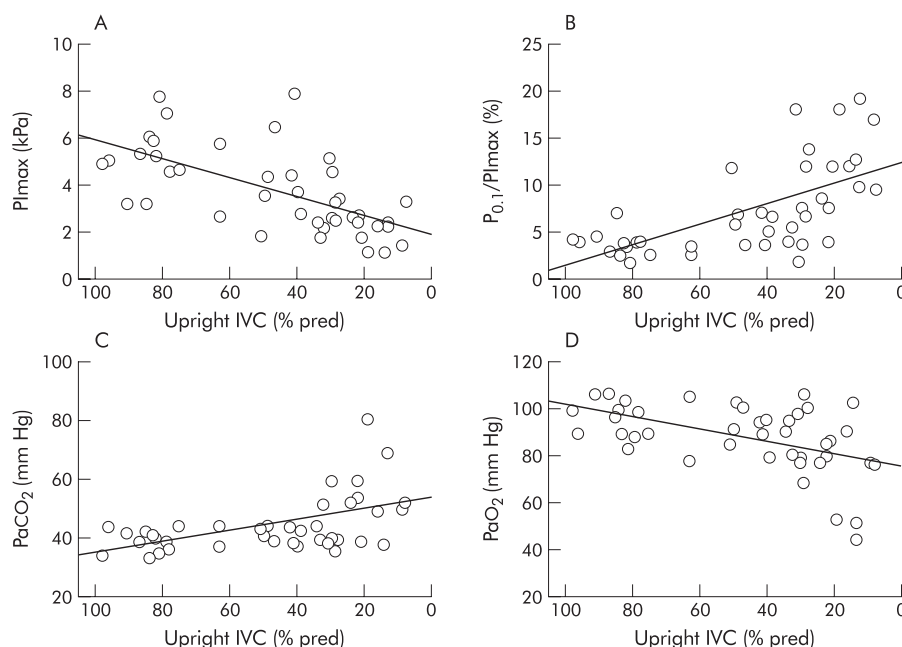 A
10
8
6
4
2
0
PImax (kPa)
100 80 60 40 20 0
Upright IVC (% pred)
B
25
20
15
10
5
0
P0.1/PImax (%)
100 80 60 40 20 0
Upright IVC (% pred)
C
100
80
60
40
20
PaCO2 (mm Hg)
100 80 60 40 20 0
Upright IVC (% pred)
D
120
100
80
60
40
20
PaO2 (mm Hg)
100 80 60 40 20 0
Upright IVC (% pred)